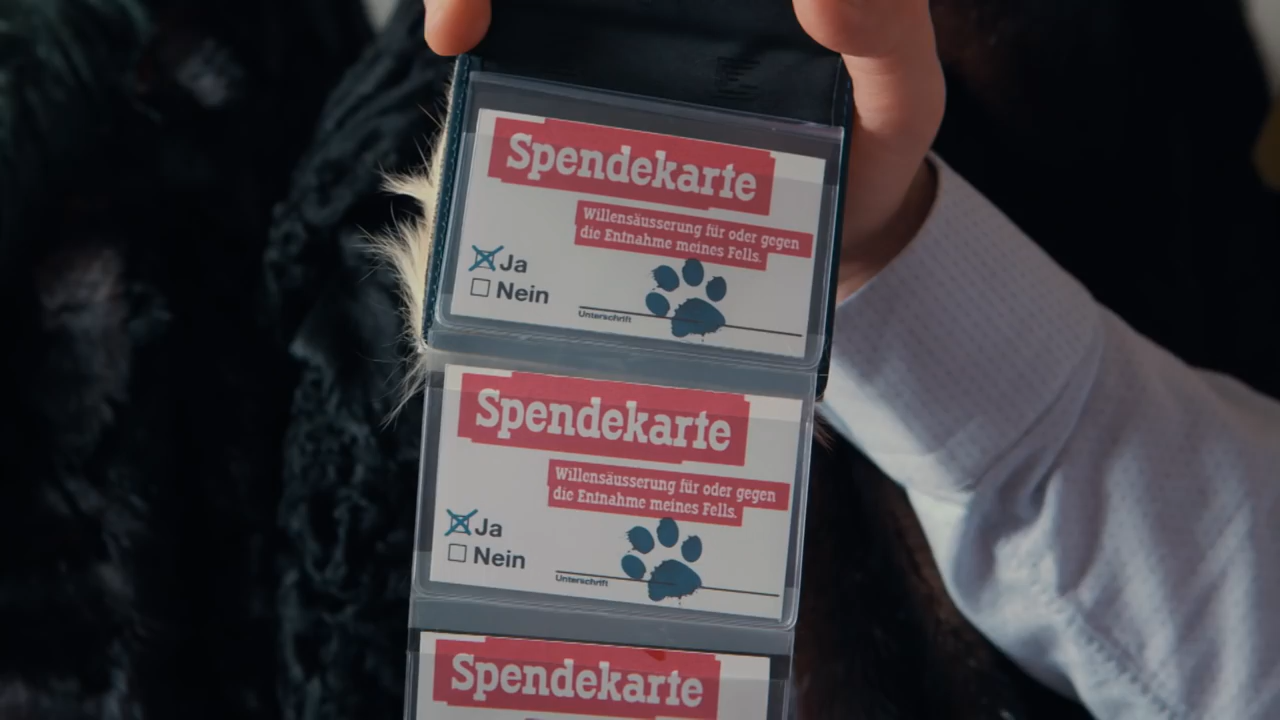 Spendekarte
Willensäusserung für oder gegen
die Entnahme meines Fells.
Ja
Nein
Unterschrift
Spendekarte
Willensäusserung für oder gegen
die Entnahme meines Fells.
Ja
Nein
Unterschrift
Spendekarte